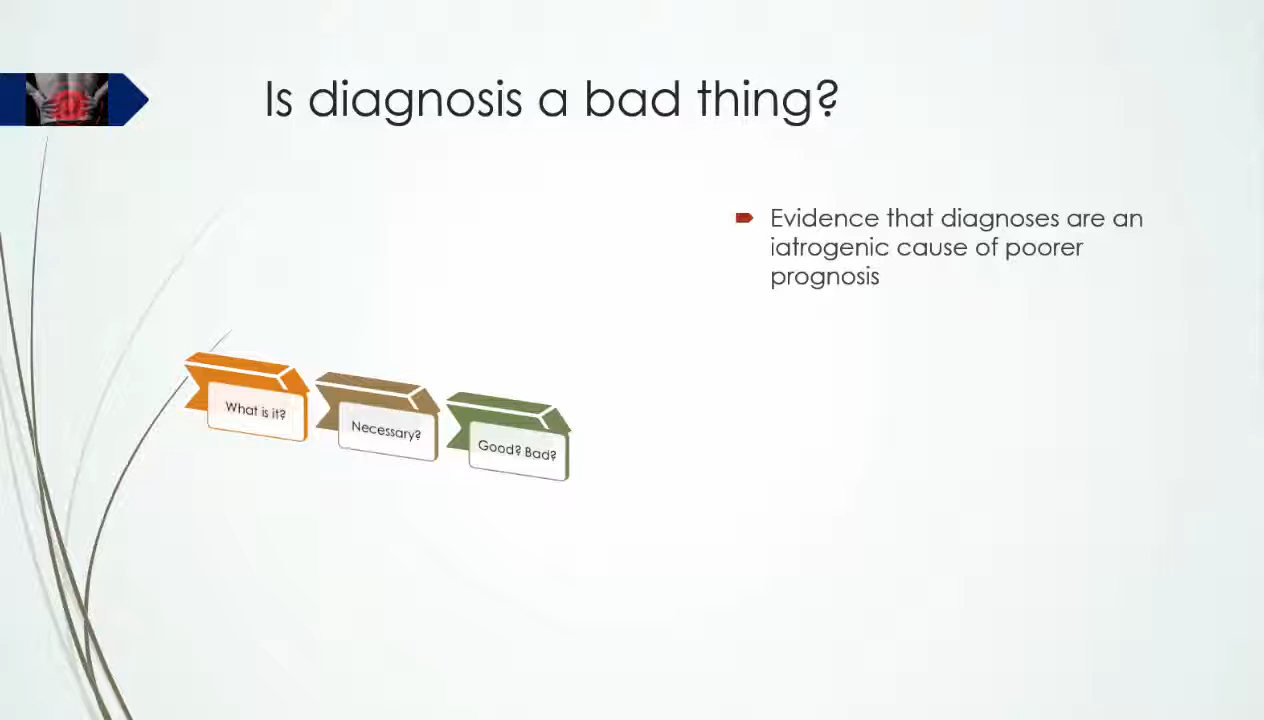 Is diagnosis a bad thing?
Evidence that diagnoses are an
iatrogenic cause of poorer
prognosis
What is it?
Necessary?
Good? Bad?